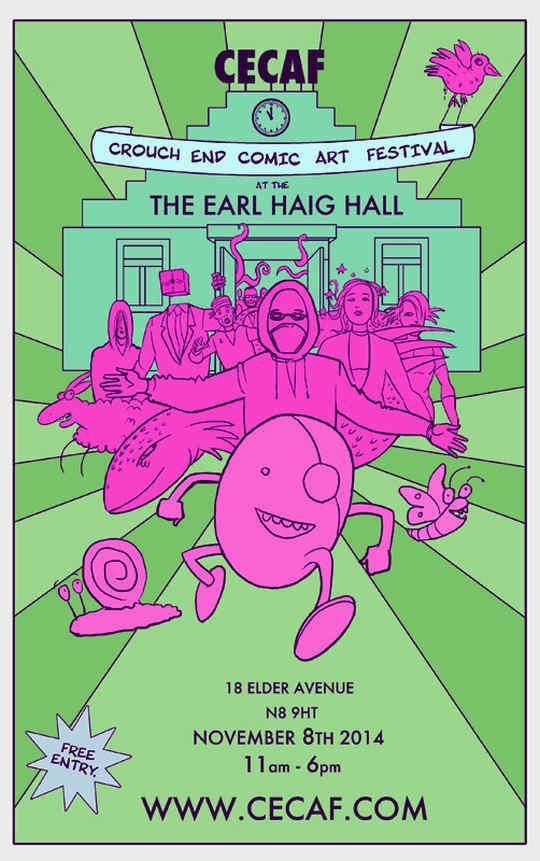 CECAF
CROUCH END COMIC ART FESTIVAL
AT THE
THE EARL HAIG HALL
18 ELDER AVENUE
N8 9HT
NOVEMBER 8TH 2014
11am - 6pm
FREE
ENTRY.
WWW.CECAF.COM